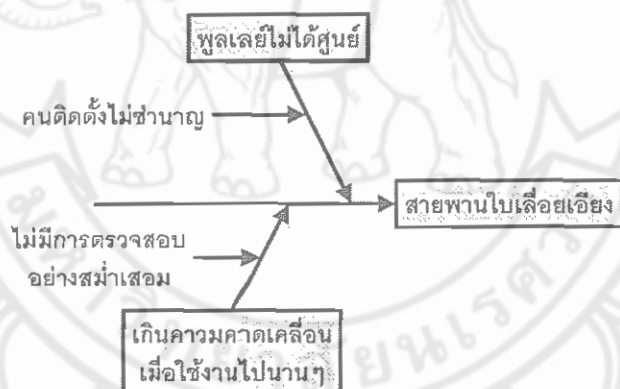 พูลเลย์ไม่ได้ศูนย์
คนติดตั้งไม่ชำนาญ
สายพานใบเลื่อยเอียง
ไม่มีการตรวจสอบ
อย่างสม่ำเสอม
เกินคาวมคาดเคลื่อน
เมื่อใช้งานไปนานๆ